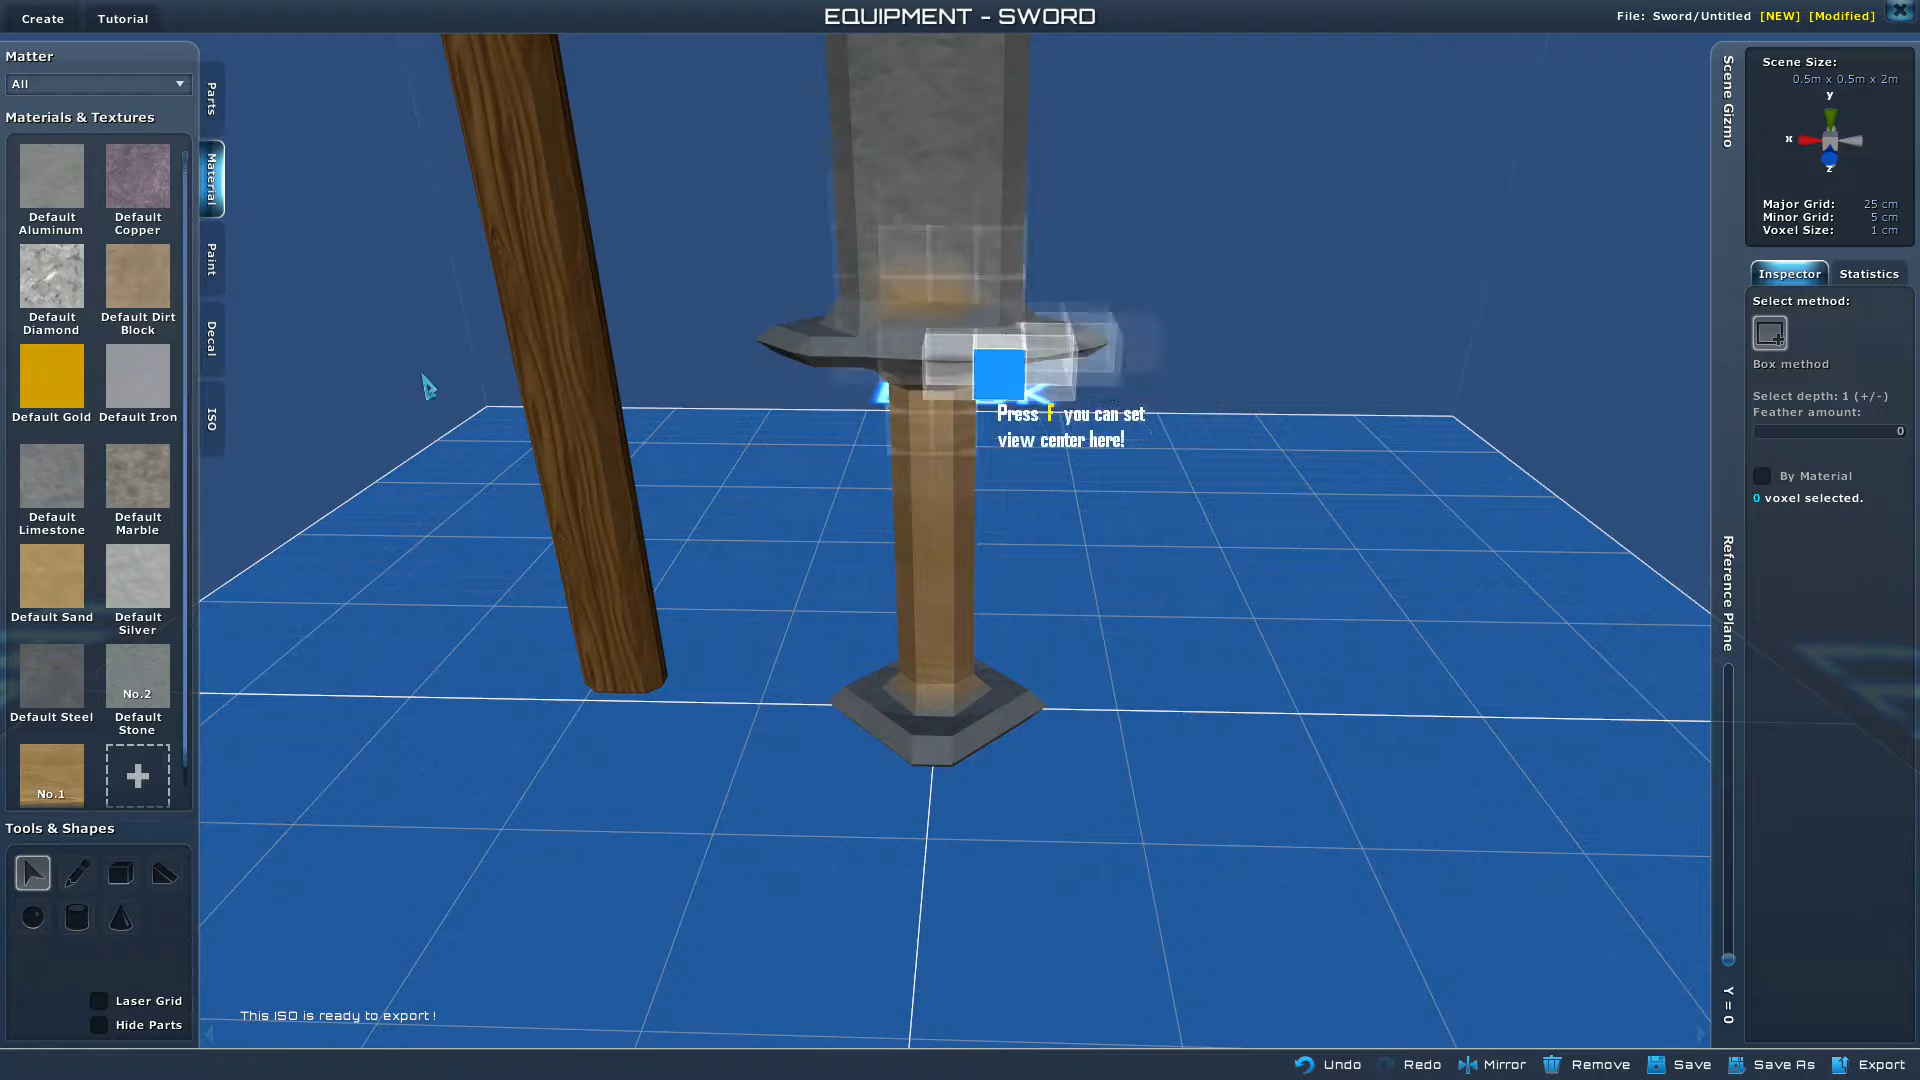 Create
Tutorial
EQUIPMENT - SWORD
File: Sword/Untitled [NEW] [Modified]
Matter
All
Materials & Textures
Default Aluminum
Default Copper
Default Diamond
Default Dirt Block
Default Gold
Default Iron
Default Limestone
Default Marble
Default Sand
Default Silver
Default Steel
No.2
Default Stone
No.1
Tools & Shapes
Laser Grid
Hide Parts
Parts
Material
Paint
Decal
ISO
Press F you can set
view center here!
This ISO is ready to export !
Scene Gizmo
Scene Size:
0.5m x 0.5m x 2m
y
x
z
Major Grid: 25 cm
Minor Grid: 5 cm
Voxel Size: 1 cm
Inspector
Statistics
Select method:
Box method
Select depth: 1 (+/-)
Feather amount:
0
By Material
0 voxel selected.
Reference Plane
Y = 0
Undo
Redo
Mirror
Remove
Save
Save As
Export